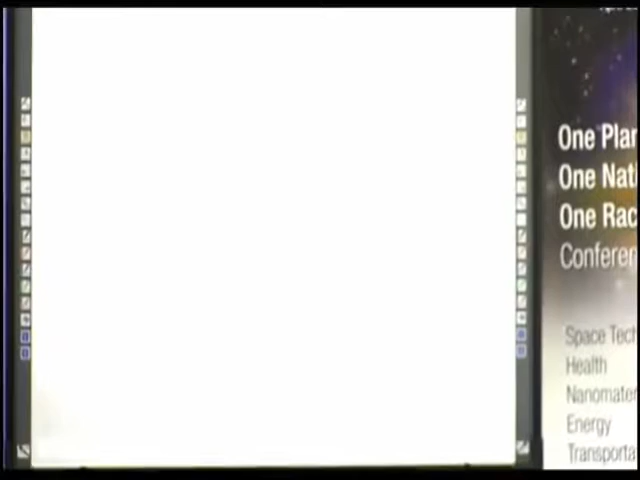 One Plan
One Nati
One Rac
Conferen
Space Tech
Health
Nanomater
Energy
Transporta